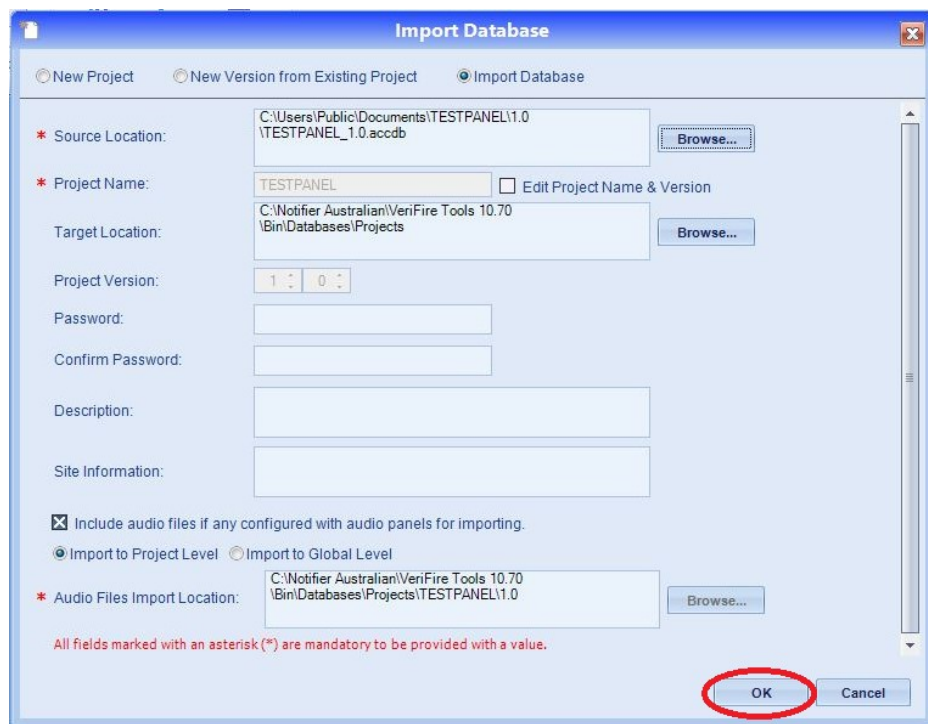 Import Database
New Project New Version from Existing Project Import Database
* Source Location:
C:\Users\Public\Documents\TESTPANEL\1.0
\TESTPANEL_1.0.accdb
Browse...
* Project Name:
TESTPANEL
Edit Project Name & Version
Target Location:
C:\Notifier Australian\VeriFire Tools 10.70
\Bin\Databases\Projects
Browse...
Project Version:
1 0
Password:
Confirm Password:
Description:
Site Information:
Include audio files if any configured with audio panels for importing.
Import to Project Level Import to Global Level
* Audio Files Import Location:
C:\Notifier Australian\VeriFire Tools 10.70
\Bin\Databases\Projects\TESTPANEL\1.0
Browse...
All fields marked with an asterisk (*) are mandatory to be provided with a value.
OK Cancel